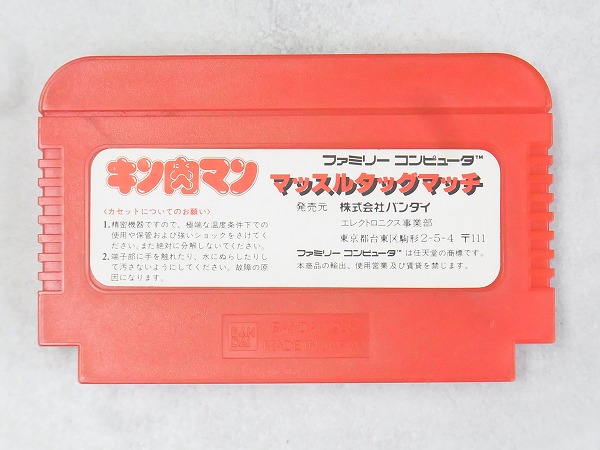 キン肉マン
ファミリー コンピュータ™
マッスルタッグマッチ
発売元 株式会社バンダイ
エレクトロニクス事業部
東京都台東区駒形2-5-4 〒111
ファミリー コンピュータ™ は任天堂の商標です。
本商品の輸出、使用営業及び賃貸を禁じます。
〈カセットについてのお願い〉
1.精密機器ですので、極端な温度条件下での
使用や保管および強いショックをさけてく
ださい。また絶対に分解しないでください。
2.端子部に手を触れたり、水にぬらしたりし
て汚さないようにしてください。故障の原
因になります。
BAN
DAI
BANDAI 1985
MADE IN JAPAN